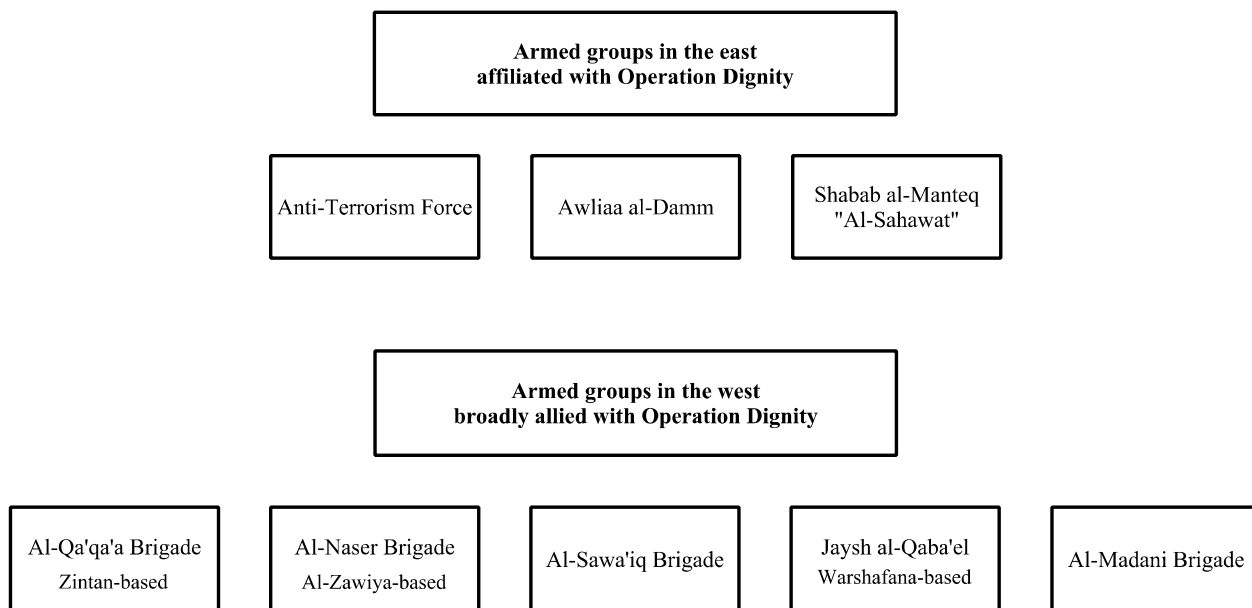 Armed groups in the east
affiliated with Operation Dignity
Anti-Terrorism Force
Awliaa al-Damm
Shabab al-Manteq
"Al-Sahawat"
Armed groups in the west
broadly allied with Operation Dignity
Al-Qa'qa'a Brigade
Zintan-based
Al-Naser Brigade
Al-Zawiya-based
Al-Sawa'iq Brigade
Jaysh al-Qaba'el
Warshafana-based
Al-Madani Brigade